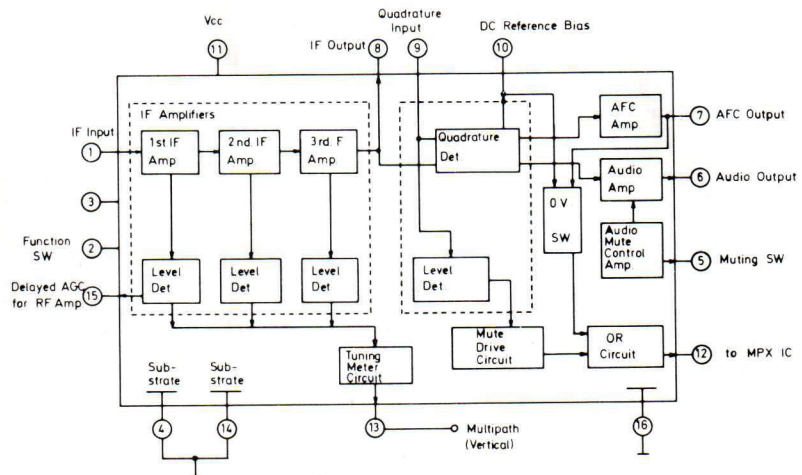 Vcc
11
IF Output
8
Quadrature
Input
9
DC Reference Bias
10
IF Amplifiers
IF Input
1
1st IF
Amp
2nd. IF
Amp
3rd. F
Amp
Quadrature
Det.
AFC
Amp
7
AFC Output
3
Audio
Amp
6
Audio Output
0 V
SW
Function
SW
2
Audio
Mute
Control
Amp.
5
Muting SW
Delayed AGC
for RF Amp
15
Level
Det
Level
Det
Level
Det
Level
Det.
Tuning
Meter
Circuit
Mute
Drive
Circuit
OR
Circuit
12
to MPX IC
Sub-
strate
4
Sub-
strate
14
13
Multipath
(Vertical)
16